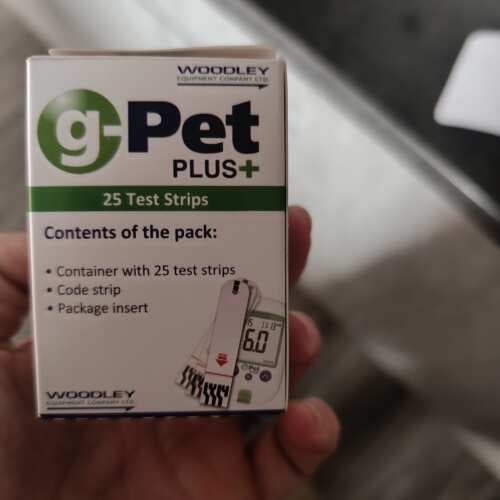 WOODLEY
EQUIPMENT COMPANY LTD.
g-Pet
PLUS+
25 Test Strips
Contents of the pack:
• Container with 25 test strips
• Code strip
• Package insert
6.0
WOODLEY
EQUIPMENT COMPANY LTD.